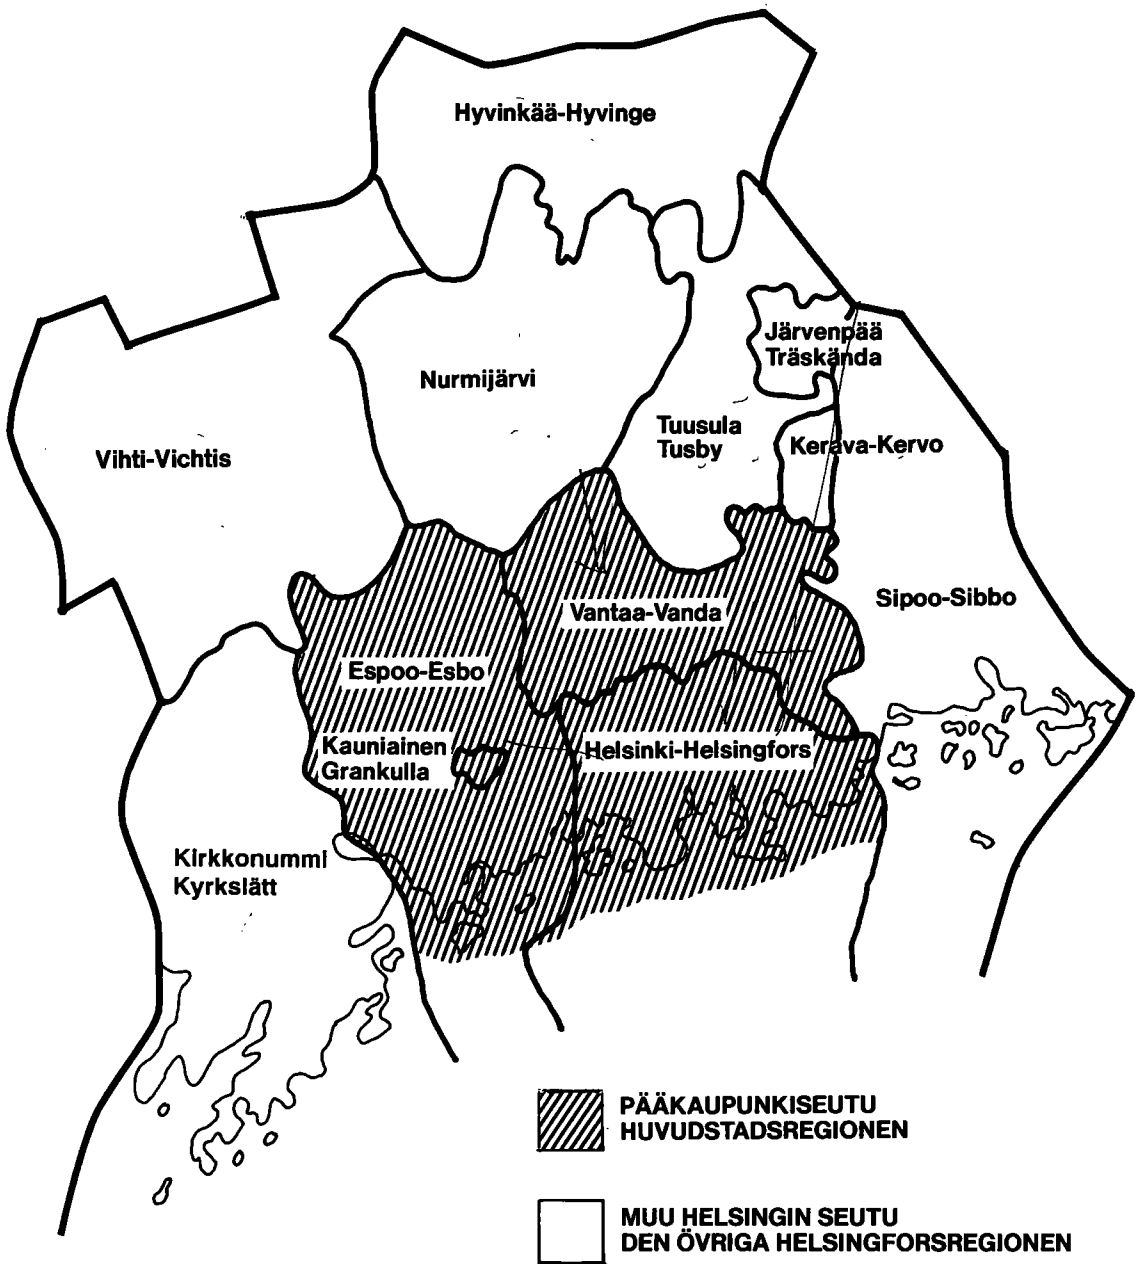 Hyvinkää-Hyvinge
Järvenpää
Träskända
Nurmijärvi
Tuusula
Tusby
Kerava-Kervo
Vihti-Vichtis
Sipoo-Sibbo
Vantaa-Vanda
Espoo-Esbo
Kauniainen
Grankulla
Helsinki-Helsingfors
Kirkkonummi
Kyrkslätt
PÄÄKAUPUNKISEUTU
HUVUDSTADSREGIONEN
MUU HELSINGIN SEUTU
DEN ÖVRIGA HELSINGFORSREGIONEN